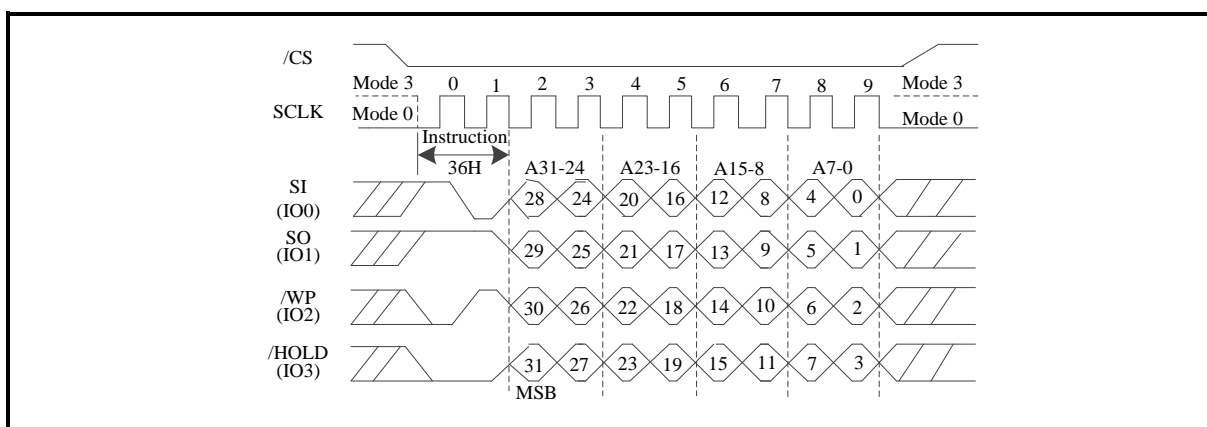 /CS
Mode 3 0 1 2 3 4 5 6 7 8 9 Mode 3
SCLK
Mode 0 Mode 0
Instruction
36H A31-24 A23-16 A15-8 A7-0
SI
(IO0) 28 24 20 16 12 8 4 0
SO
(IO1) 29 25 21 17 13 9 5 1
/WP
(IO2) 30 26 22 18 14 10 6 2
/HOLD
(IO3) 31 27 23 19 15 11 7 3
MSB